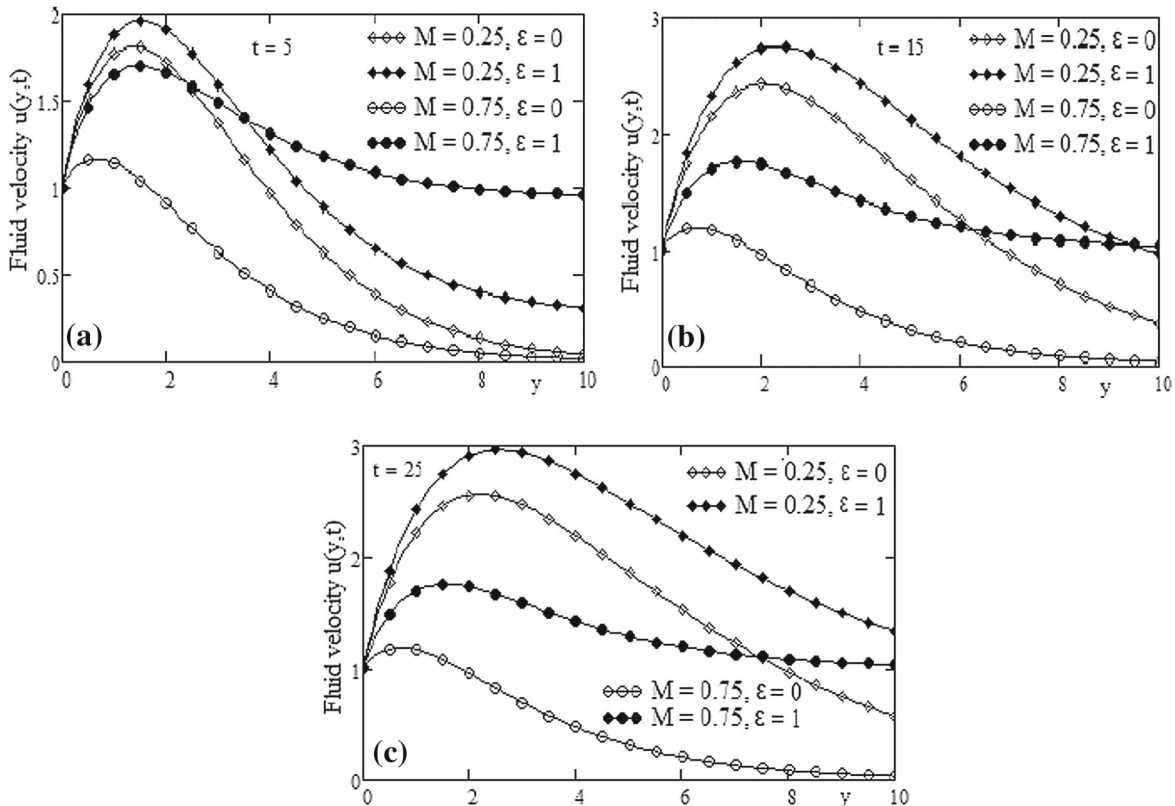 t = 5
M = 0.25, ε = 0
M = 0.25, ε = 1
M = 0.75, ε = 0
M = 0.75, ε = 1
Fluid velocity u(y,t)
2
1.5
1
0.5
0
(a)
0 2 4 6 8 y 10
t = 15
M = 0.25, ε = 0
M = 0.25, ε = 1
M = 0.75, ε = 0
M = 0.75, ε = 1
Fluid velocity u(y,t)
3
2
1
0
(b)
0 2 4 6 8 y 10
t = 25
M = 0.25, ε = 0
M = 0.25, ε = 1
M = 0.75, ε = 0
M = 0.75, ε = 1
Fluid velocity u(y,t)
3
2
1
0
(c)
0 2 4 6 8 y 10